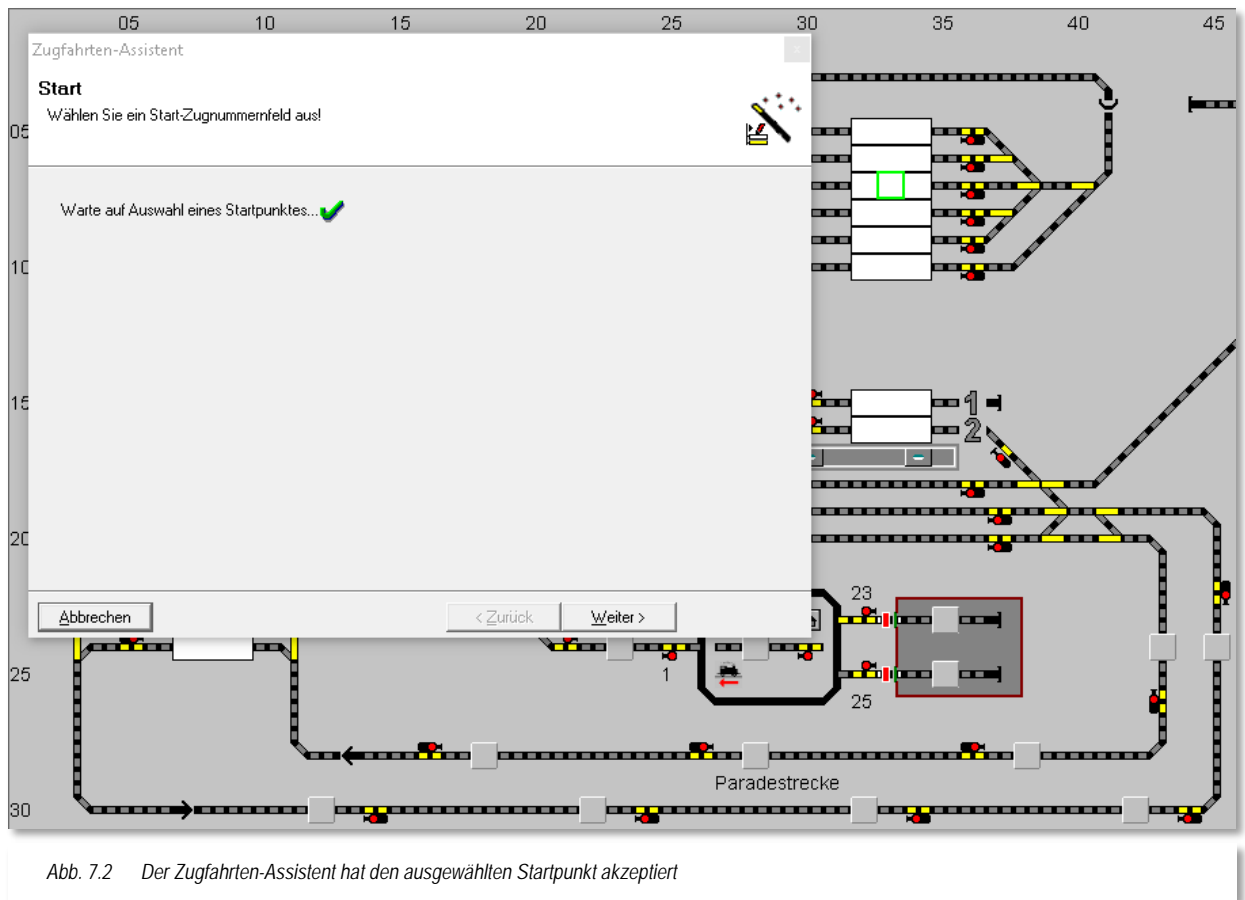 05 10 15 20 25 30 35 40 45
Zugfahrten-Assistent
x
Start
Wählen Sie ein Start-Zugnummernfeld aus!
05
Warte auf Auswahl eines Startpunktes...
10
15
1
2
20
Abbrechen
< Zurück
Weiter >
23
25
1
25
Paradestrecke
30
Abb. 7.2 Der Zugfahrten-Assistent hat den ausgewählten Startpunkt akzeptiert